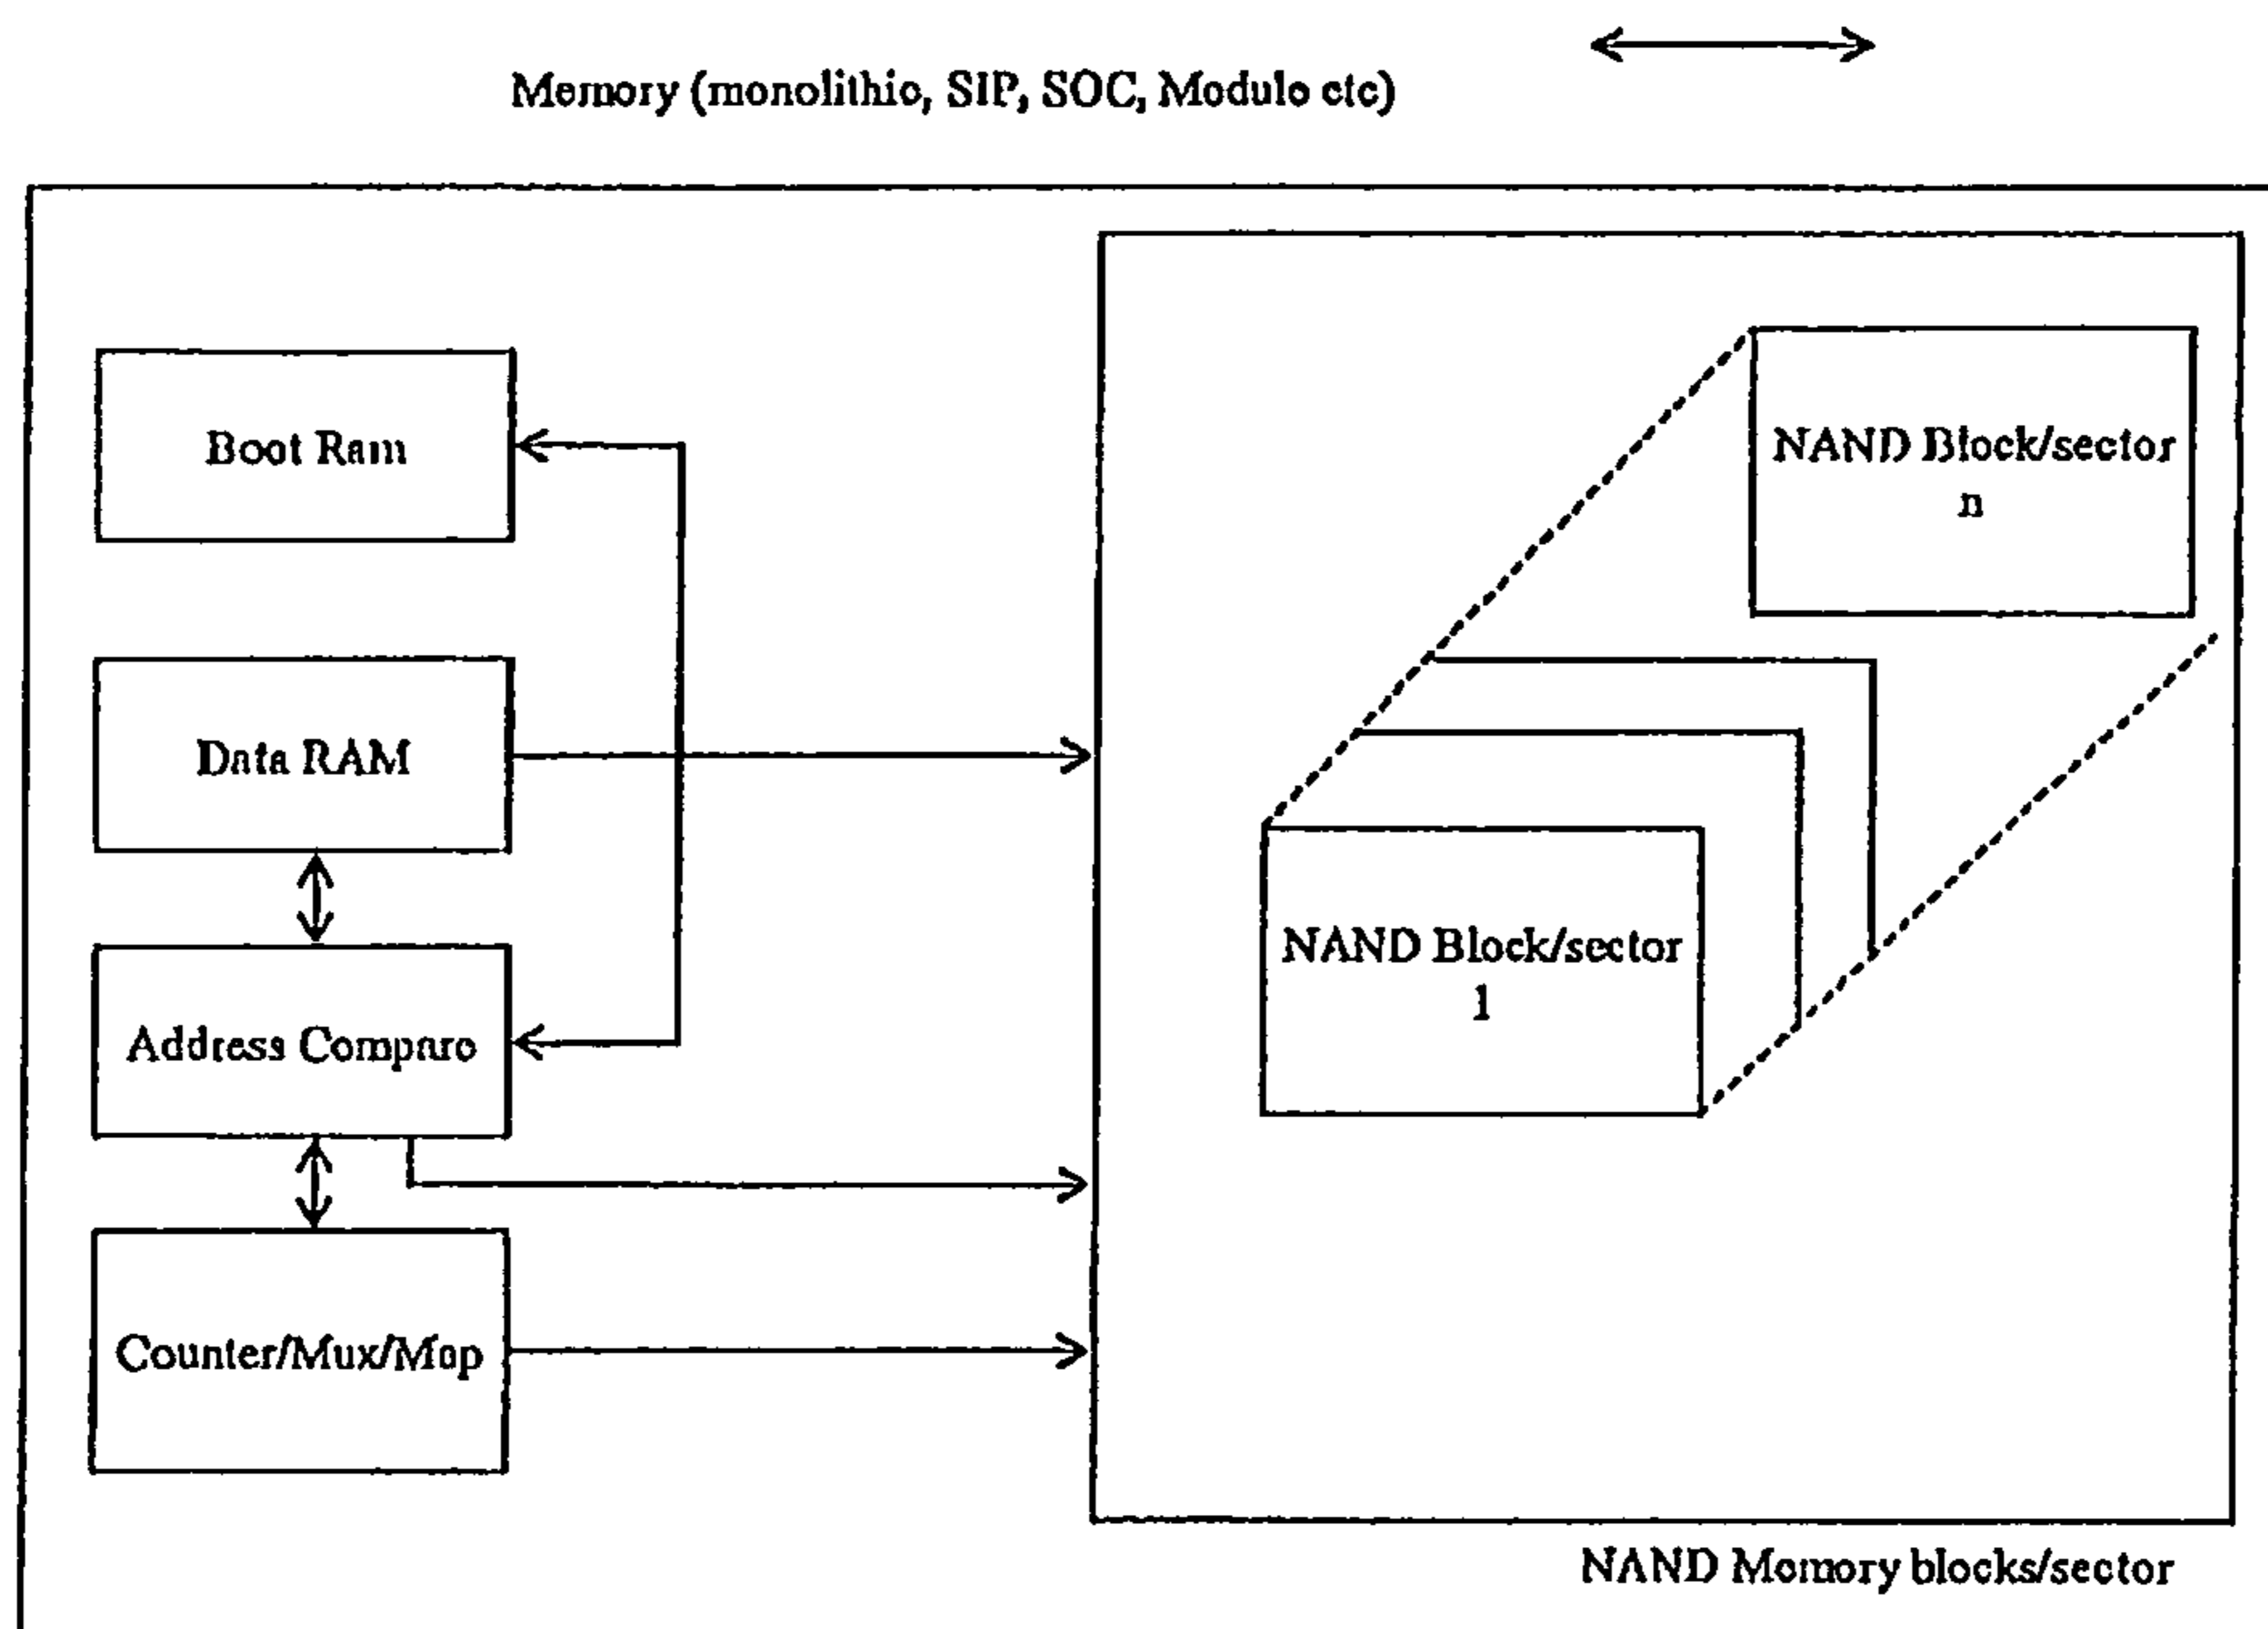 Memory (monolithic, SIP, SOC, Module etc)
Boot Ram
NAND Block/sector
n
Data RAM
NAND Block/sector
1
Address Compare
Counter/Mux/Map
NAND Memory blocks/sector